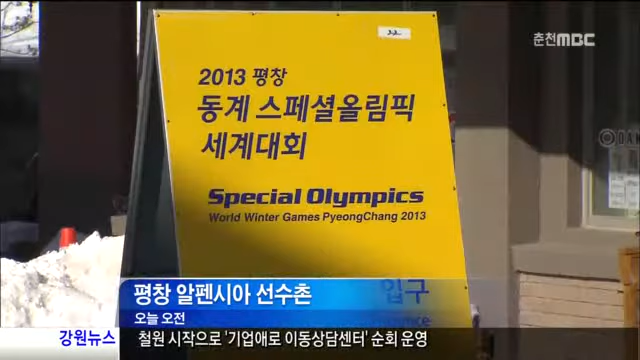 춘천MBC
22
2013 평창
동계 스페셜올림픽
세계대회
Special Olympics
World Winter Games PyeongChang 2013
입구
평창 알펜시아 선수촌
오늘 오전
강원뉴스
철원 시작으로 '기업애로 이동상담센터' 순회 운영